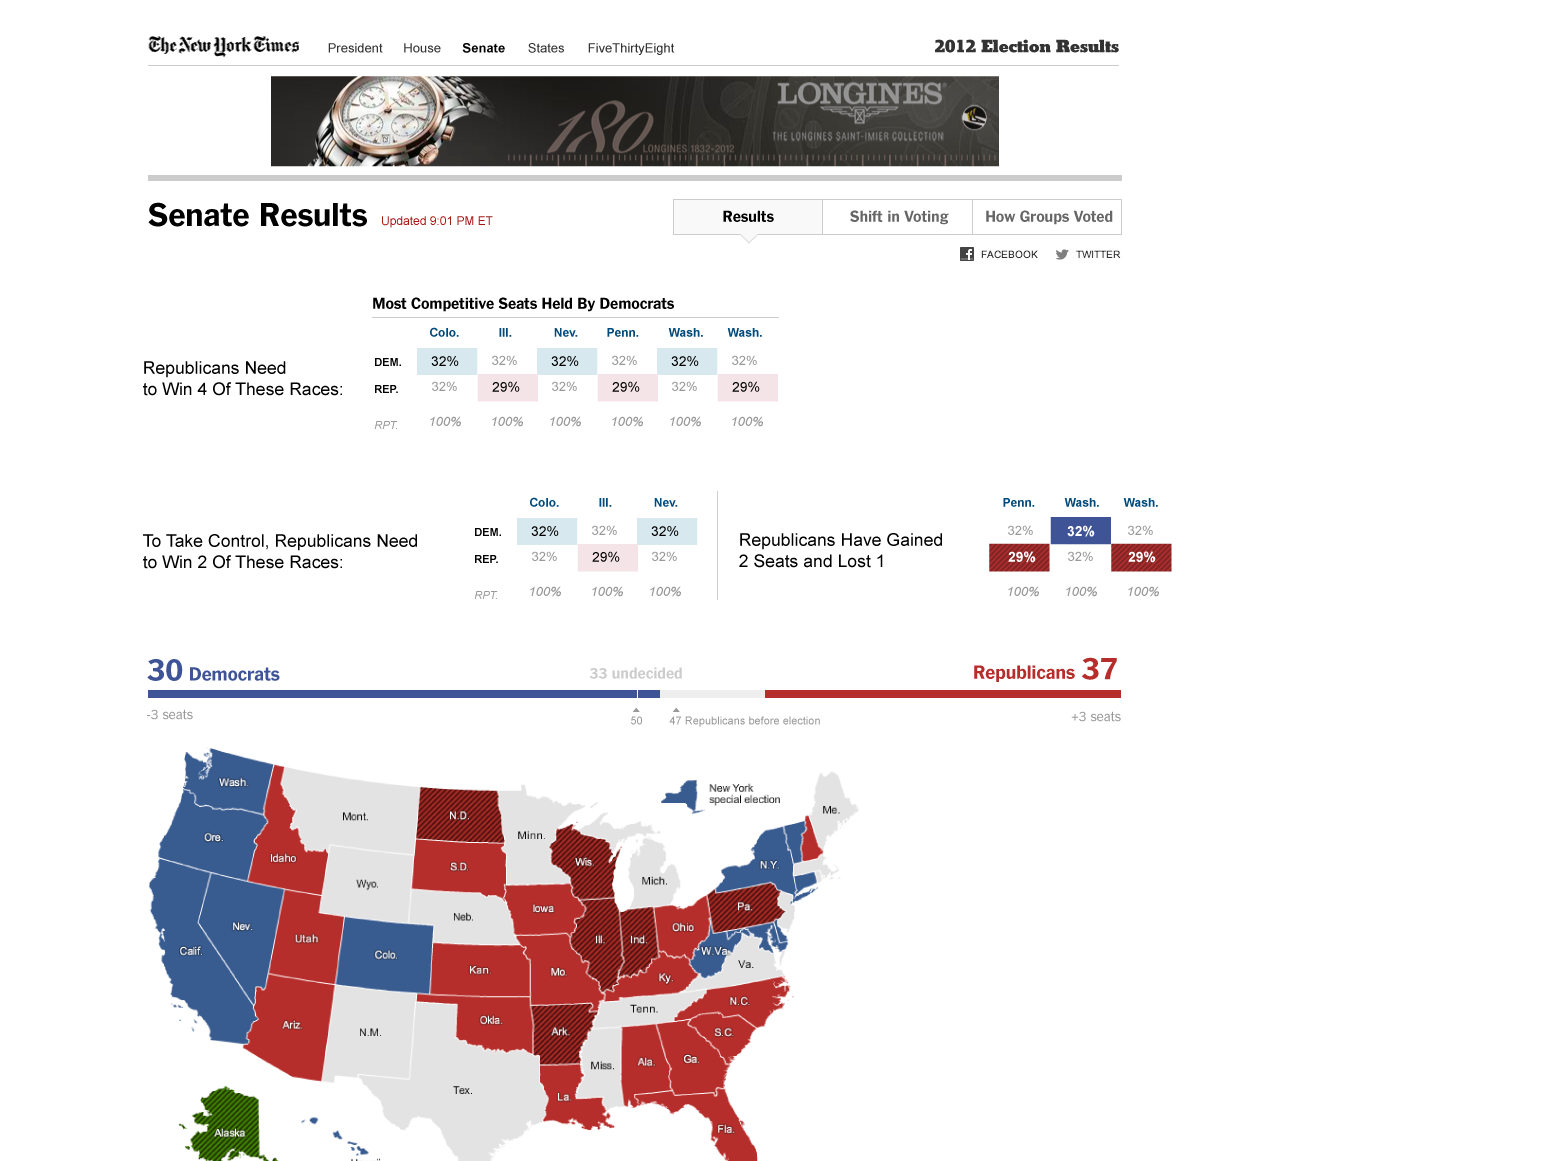 The New York Times President House Senate States FiveThirtyEight 2012 Election Results
LONGINES
180
LONGINES 1832-2012
THE LONGINES SAINT-IMIER COLLECTION
Senate Results Updated 9:01 PM ET
Results Shift in Voting How Groups Voted
FACEBOOK TWITTER
Most Competitive Seats Held By Democrats
Colo. Ill. Nev. Penn. Wash. Wash.
Republicans Need
to Win 4 Of These Races:
DEM. 32% 32% 32% 32% 32% 32%
REP. 32% 29% 32% 29% 32% 29%
RPT. 100% 100% 100% 100% 100% 100%
To Take Control, Republicans Need
to Win 2 Of These Races:
Colo. Ill. Nev.
DEM. 32% 32% 32%
REP. 32% 29% 32%
RPT. 100% 100% 100%
Republicans Have Gained
2 Seats and Lost 1
Penn. Wash. Wash.
32% 32% 32%
29% 32% 29%
100% 100% 100%
30 Democrats 33 undecided Republicans 37
-3 seats 50 47 Republicans before election +3 seats
New York
special election
Wash.
Mont.
N.D.
Minn.
Me.
Ore.
Idaho
S.D.
Wis.
N.Y.
Wyo.
Mich.
Neb.
Iowa
Pa.
Nev.
Utah
Colo.
Ill.
Ind.
Ohio
Calif.
Kan.
Mo.
W.Va.
Va.
Ky.
Ariz.
N.M.
Okla.
Ark.
Tenn.
N.C.
S.C.
Tex.
Miss.
Ala.
Ga.
La.
Fla.
Alaska